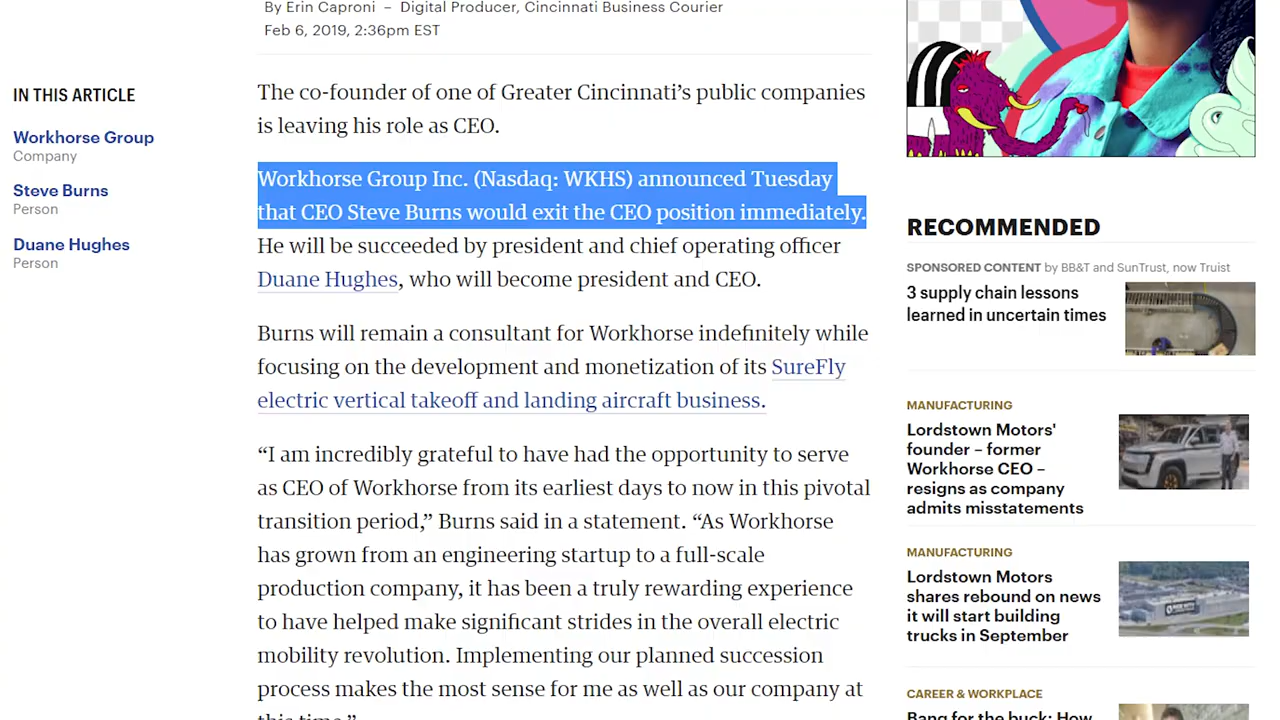 By Erin Caproni – Digital Producer, Cincinnati Business Courier
Feb 6, 2019, 2:36pm EST
IN THIS ARTICLE
Workhorse Group
Company
Steve Burns
Person
Duane Hughes
Person
The co-founder of one of Greater Cincinnati’s public companies
is leaving his role as CEO.
Workhorse Group Inc. (Nasdaq: WKHS) announced Tuesday
that CEO Steve Burns would exit the CEO position immediately.
He will be succeeded by president and chief operating officer
Duane Hughes, who will become president and CEO.
Burns will remain a consultant for Workhorse indefinitely while
focusing on the development and monetization of its SureFly
electric vertical takeoff and landing aircraft business.
“I am incredibly grateful to have had the opportunity to serve
as CEO of Workhorse from its earliest days to now in this pivotal
transition period,” Burns said in a statement. “As Workhorse
has grown from an engineering startup to a full-scale
production company, it has been a truly rewarding experience
to have helped make significant strides in the overall electric
mobility revolution. Implementing our planned succession
process makes the most sense for me as well as our company at
this time.”
RECOMMENDED
SPONSORED CONTENT by BB&T and SunTrust, now Truist
3 supply chain lessons
learned in uncertain times
MANUFACTURING
Lordstown Motors'
founder – former
Workhorse CEO –
resigns as company
admits misstatements
MANUFACTURING
Lordstown Motors
shares rebound on news
it will start building
trucks in September
CAREER & WORKPLACE
Bang for the buck: How